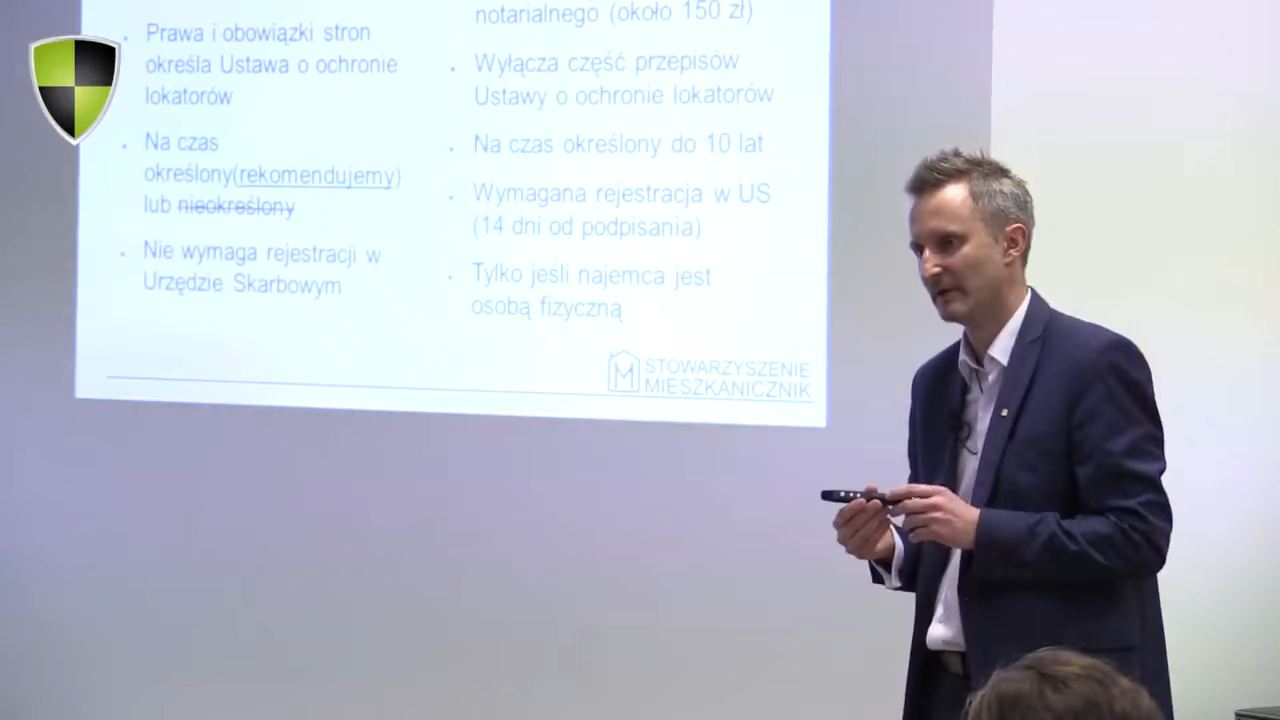 Prawa i obowiązki stron
określa Ustawa o ochronie
lokatorów
Na czas
określony(rekomendujemy)
lub nieokreślony
Nie wymaga rejestracji w
Urzędzie Skarbowym
notarialnego (około 150 zł)
Wyłącza część przepisów
Ustawy o ochronie lokatorów
Na czas określony do 10 lat
Wymagana rejestracja w US
(14 dni od podpisania)
Tylko jeśli najemca jest
osobą fizyczną
M STOWARZYSZENIE
MIESZKANICZNIK